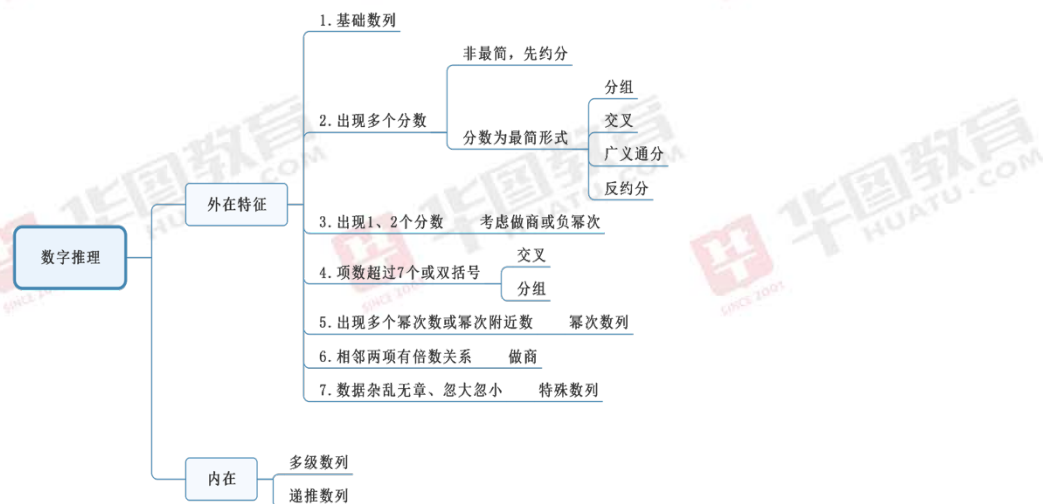 数字推理
外在特征
1.基础数列
2.出现多个分数
非最简，先约分
分数为最简形式
分组
交叉
广义通分
反约分
3.出现1、2个分数 考虑做商或负幂次
4.项数超过7个或双括号
交叉
分组
5.出现多个幂次数或幂次附近数 幂次数列
6.相邻两项有倍数关系 做商
7.数据杂乱无章、忽大忽小 特殊数列
内在
多级数列
递推数列
华图教育
HUATU.COM
SINCE 2001
华图教育
HUATU.COM
SINCE 2001
华图教育
HUATU.COM
SINCE 2001